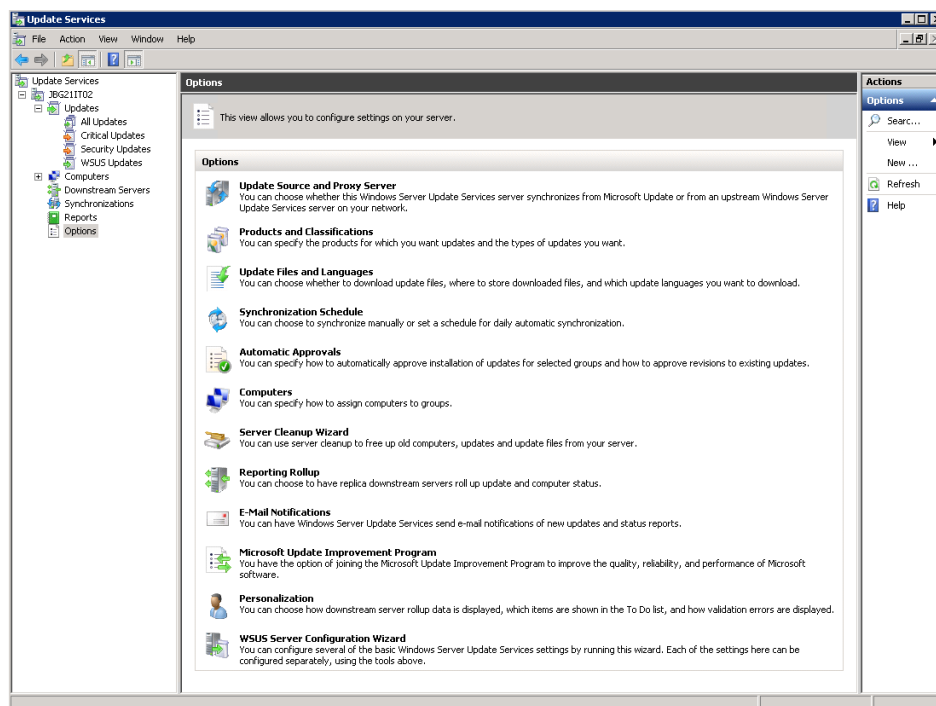 Update Services
File Action View Window Help
Update Services
JBG21IT02
Updates
All Updates
Critical Updates
Security Updates
WSUS Updates
Computers
Downstream Servers
Synchronizations
Reports
Options
Options
This view allows you to configure settings on your server.
Options
Update Source and Proxy Server
You can choose whether this Windows Server Update Services server synchronizes from Microsoft Update or from an upstream Windows Server
Update Services server on your network.
Products and Classifications
You can specify the products for which you want updates and the types of updates you want.
Update Files and Languages
You can choose whether to download update files, where to store downloaded files, and which update languages you want to download.
Synchronization Schedule
You can choose to synchronize manually or set a schedule for daily automatic synchronization.
Automatic Approvals
You can specify how to automatically approve installation of updates for selected groups and how to approve revisions to existing updates.
Computers
You can specify how to assign computers to groups.
Server Cleanup Wizard
You can use server cleanup to free up old computers, updates and update files from your server.
Reporting Rollup
You can choose to have replica downstream servers roll up update and computer status.
E-Mail Notifications
You can have Windows Server Update Services send e-mail notifications of new updates and status reports.
Microsoft Update Improvement Program
You have the option of joining the Microsoft Update Improvement Program to improve the quality, reliability, and performance of Microsoft
software.
Personalization
You can choose how downstream server rollup data is displayed, which items are shown in the To Do list, and how validation errors are displayed.
WSUS Server Configuration Wizard
You can configure several of the basic Windows Server Update Services settings by running this wizard. Each of the settings here can be
configured separately, using the tools above.
Actions
Options
Searc...
View
New ...
Refresh
Help